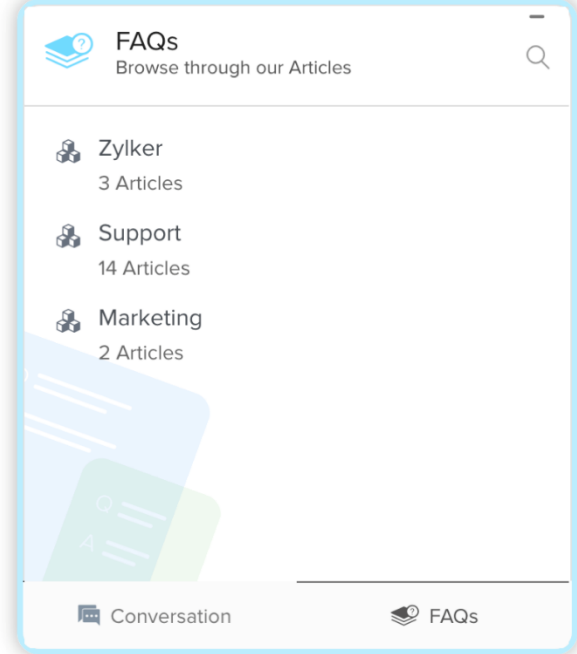 FAQs
Browse through our Articles
Zylker
3 Articles
Support
14 Articles
Marketing
2 Articles
Q
A
Conversation
FAQs